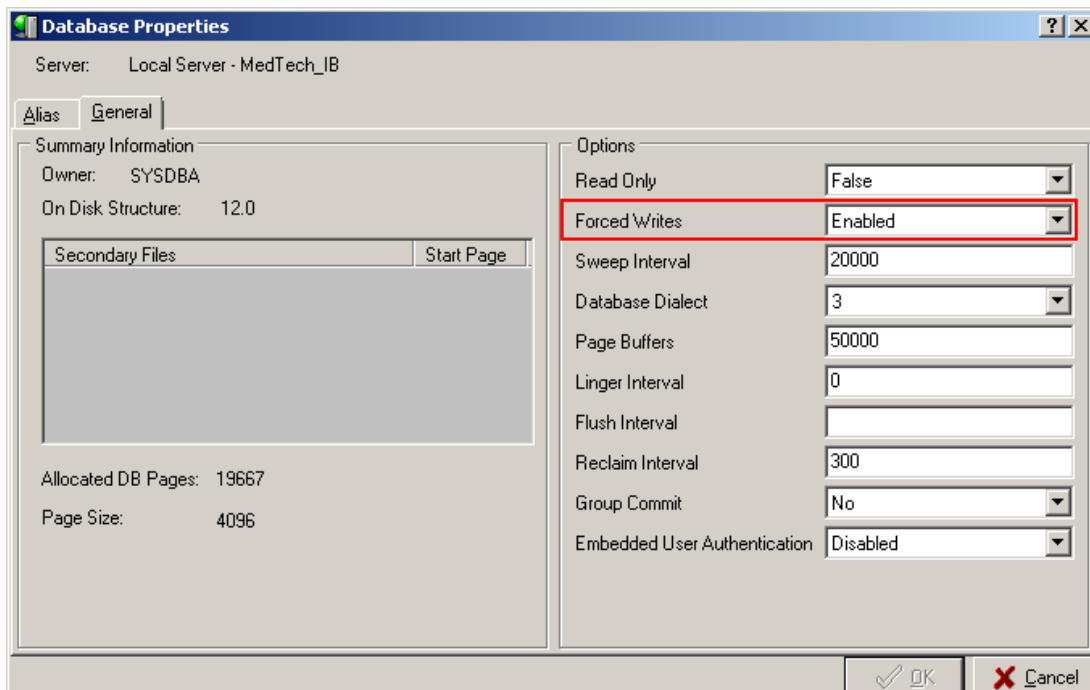 Database Properties
Server: Local Server - MedTech_IB
Alias General
Summary Information
Owner: SYSDBA
On Disk Structure: 12.0
Secondary Files Start Page
Allocated DB Pages: 19667
Page Size: 4096
Options
Read Only False
Forced Writes Enabled
Sweep Interval 20000
Database Dialect 3
Page Buffers 50000
Linger Interval 0
Flush Interval
Reclaim Interval 300
Group Commit No
Embedded User Authentication Disabled
OK Cancel